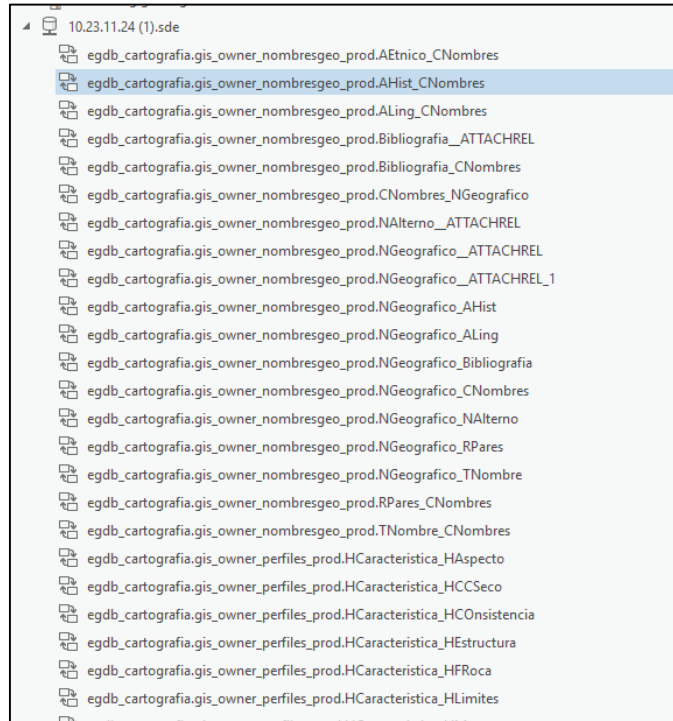 10.23.11.24 (1).sde
egdb_cartografia.gis_owner_nombresgeo_prod.AEtnico_CNombres
egdb_cartografia.gis_owner_nombresgeo_prod.AHist_CNombres
egdb_cartografia.gis_owner_nombresgeo_prod.ALing_CNombres
egdb_cartografia.gis_owner_nombresgeo_prod.Bibliografia__ATTACHREL
egdb_cartografia.gis_owner_nombresgeo_prod.Bibliografia_CNombres
egdb_cartografia.gis_owner_nombresgeo_prod.CNombres_NGeografico
egdb_cartografia.gis_owner_nombresgeo_prod.NAlterno__ATTACHREL
egdb_cartografia.gis_owner_nombresgeo_prod.NGeografico__ATTACHREL
egdb_cartografia.gis_owner_nombresgeo_prod.NGeografico__ATTACHREL_1
egdb_cartografia.gis_owner_nombresgeo_prod.NGeografico_AHist
egdb_cartografia.gis_owner_nombresgeo_prod.NGeografico_ALing
egdb_cartografia.gis_owner_nombresgeo_prod.NGeografico_Bibliografia
egdb_cartografia.gis_owner_nombresgeo_prod.NGeografico_CNombres
egdb_cartografia.gis_owner_nombresgeo_prod.NGeografico_NAlterno
egdb_cartografia.gis_owner_nombresgeo_prod.NGeografico_RPares
egdb_cartografia.gis_owner_nombresgeo_prod.NGeografico_TNombre
egdb_cartografia.gis_owner_nombresgeo_prod.RPares_CNombres
egdb_cartografia.gis_owner_nombresgeo_prod.TNombre_CNombres
egdb_cartografia.gis_owner_perfiles_prod.HCaracteristica_HAspecto
egdb_cartografia.gis_owner_perfiles_prod.HCaracteristica_HCCSeco
egdb_cartografia.gis_owner_perfiles_prod.HCaracteristica_HCOnsistencia
egdb_cartografia.gis_owner_perfiles_prod.HCaracteristica_HEstructura
egdb_cartografia.gis_owner_perfiles_prod.HCaracteristica_HFRoca
egdb_cartografia.gis_owner_perfiles_prod.HCaracteristica_HLimites